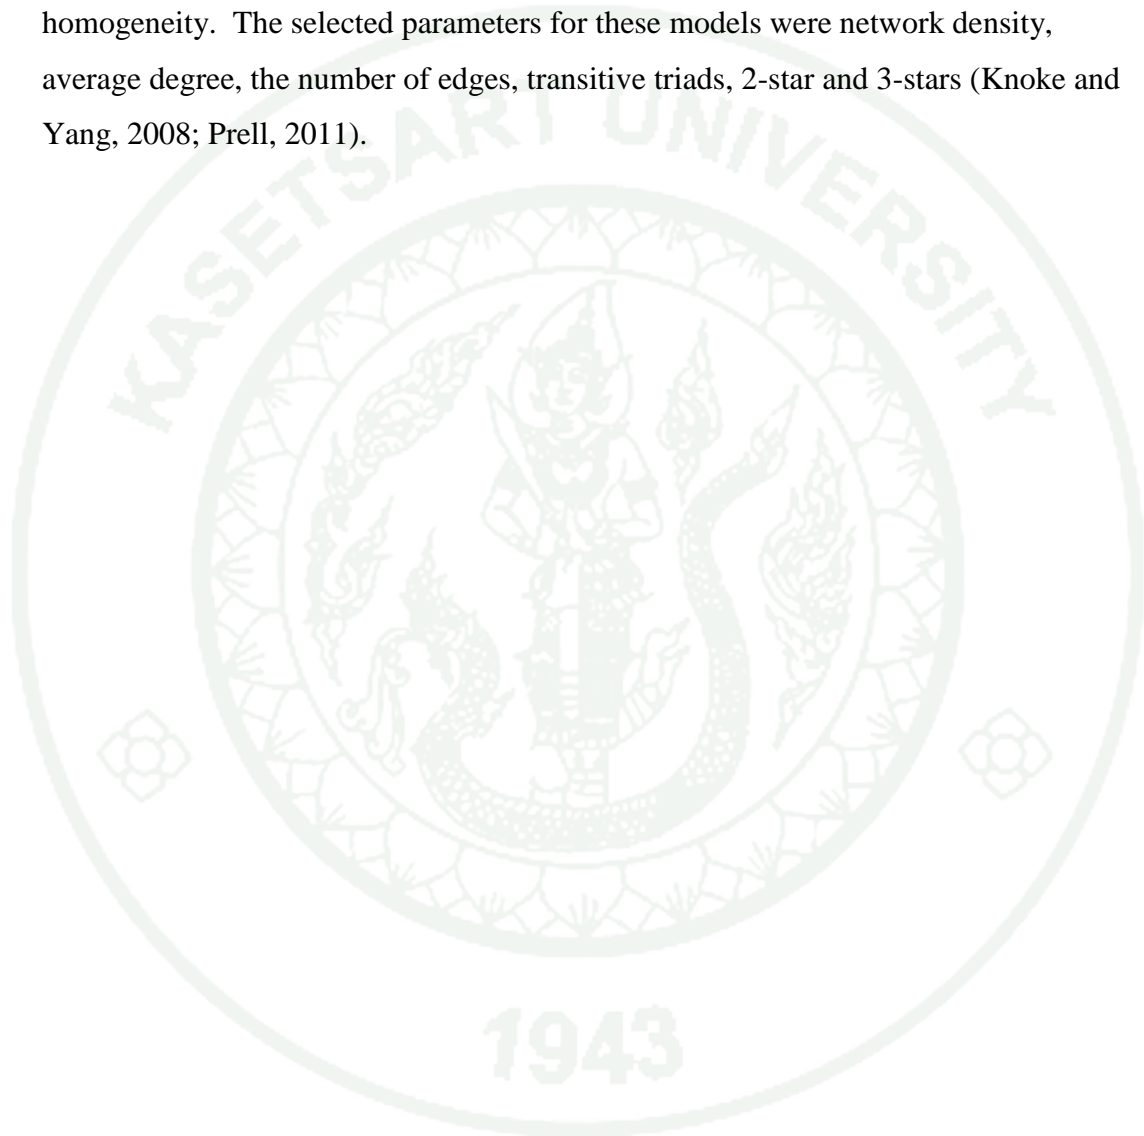 homogeneity.  The selected parameters for these models were network density,
average degree, the number of edges, transitive triads, 2-star and 3-stars (Knoke and
Yang, 2008; Prell, 2011).
KASETSART UNIVERSITY
1943